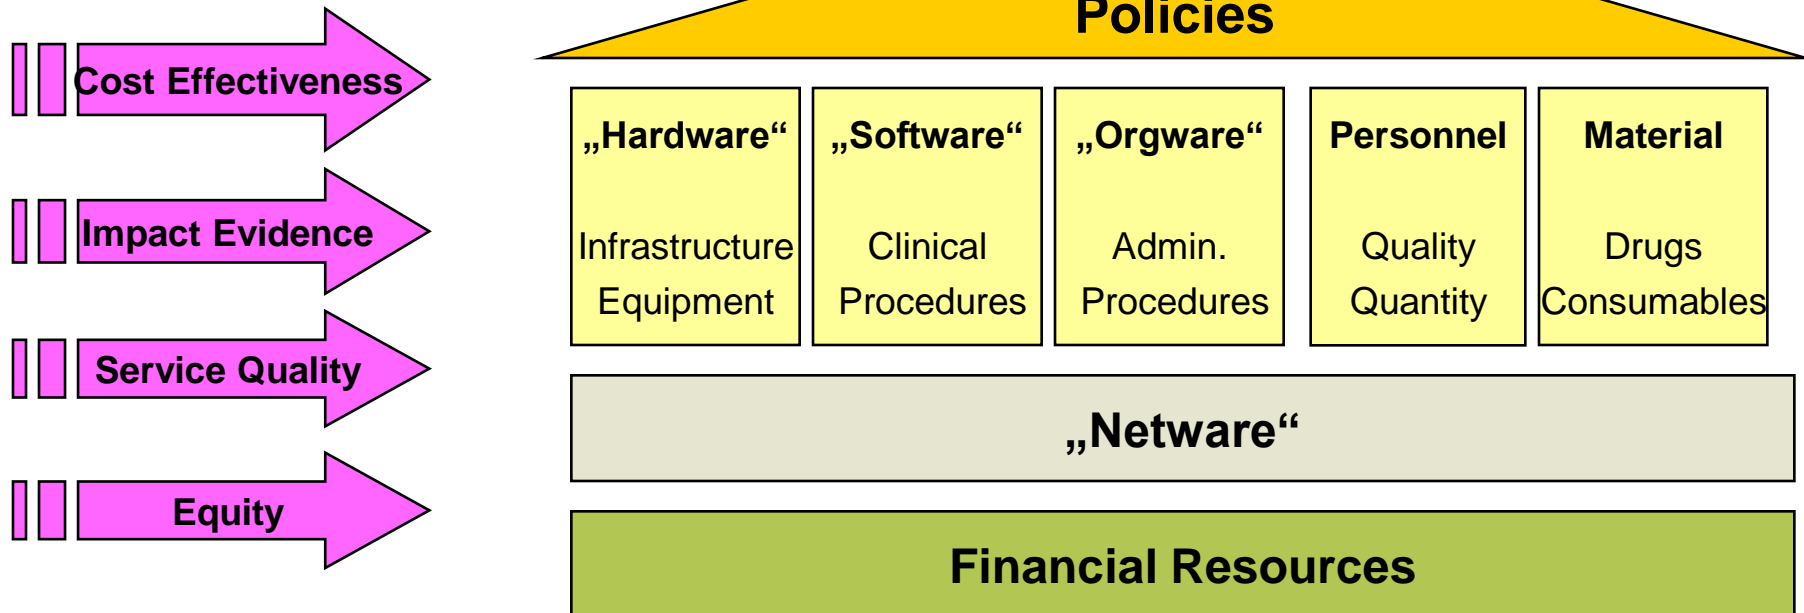 Cost Effectiveness
Impact Evidence
Service Quality
Equity
Policies
„Hardware“
Infrastructure
Equipment
„Software“
Clinical
Procedures
„Orgware“
Admin.
Procedures
Personnel
Quality
Quantity
Material
Drugs
Consumables
„Netware“
Financial Resources